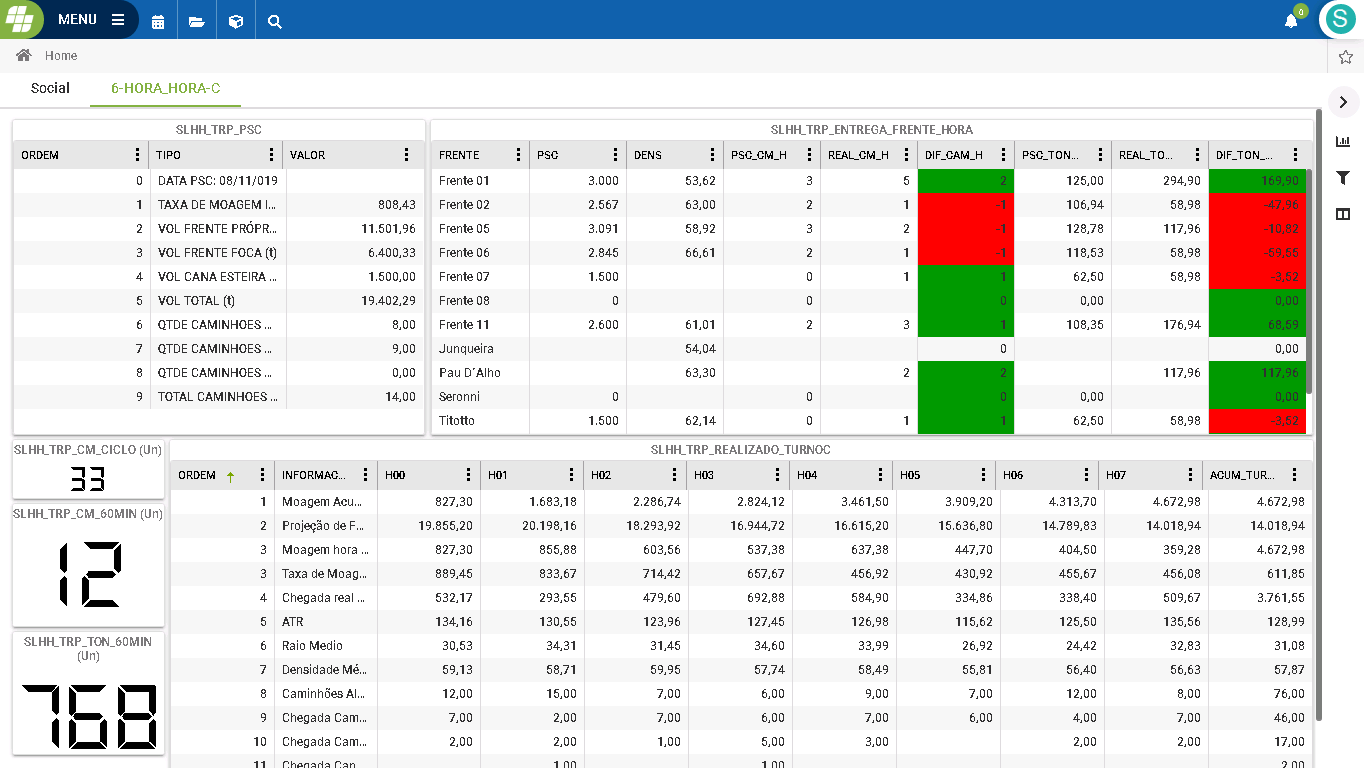 MENU
0
S
Home
Social 6-HORA_HORA-C
SLHH_TRP_PSC
ORDEM TIPO VALOR
0 DATA PSC: 08/11/019
1 TAXA DE MOAGEM I... 808,43
2 VOL FRENTE PRÓPR... 11.501,96
3 VOL FRENTE FOCA (t) 6.400,33
4 VOL CANA ESTEIRA ... 1.500,00
5 VOL TOTAL (t) 19.402,29
6 QTDE CAMINHOES ... 8,00
7 QTDE CAMINHOES ... 9,00
8 QTDE CAMINHOES ... 0,00
9 TOTAL CAMINHOES ... 14,00
SLHH_TRP_ENTREGA_FRENTE_HORA
FRENTE PSC DENS PSC_CM_H REAL_CM_H DIF_CAM_H PSC_TON... REAL_TO... DIF_TON_...
Frente 01 3.000 53,62 3 5 2 125,00 294,90 169,90
Frente 02 2.567 63,00 2 1 -1 106,94 58,98 -47,96
Frente 05 3.091 58,92 3 2 -1 128,78 117,96 -10,82
Frente 06 2.845 66,61 2 1 -1 118,53 58,98 -59,55
Frente 07 1.500 0 1 1 62,50 58,98 -3,52
Frente 08 0 0 0 0,00 0,00
Frente 11 2.600 61,01 2 3 1 108,35 176,94 68,59
Junqueira 54,04 0 0,00
Pau D´Alho 63,30 2 2 117,96 117,96
Seronni 0 0 0 0,00 0,00
Titotto 1.500 62,14 0 1 1 62,50 58,98 -3,52
SLHH_TRP_CM_CICLO (Un)
33
SLHH_TRP_CM_60MIN (Un)
12
SLHH_TRP_TON_60MIN
(Un)
768
SLHH_TRP_REALIZADO_TURNOC
ORDEM INFORMAC... H00 H01 H02 H03 H04 H05 H06 H07 ACUM_TUR...
1 Moagem Acu... 827,30 1.683,18 2.286,74 2.824,12 3.461,50 3.909,20 4.313,70 4.672,98 4.672,98
2 Projeção de F... 19.855,20 20.198,16 18.293,92 16.944,72 16.615,20 15.636,80 14.789,83 14.018,94 14.018,94
3 Moagem hora ... 827,30 855,88 603,56 537,38 637,38 447,70 404,50 359,28 4.672,98
3 Taxa de Moag... 889,45 833,67 714,42 657,67 456,92 430,92 455,67 456,08 611,85
4 Chegada real ... 532,17 293,55 479,60 692,88 584,90 334,86 338,40 509,67 3.761,55
5 ATR 134,16 130,55 123,96 127,45 126,98 115,62 125,50 135,56 128,99
6 Raio Medio 30,53 34,31 31,45 34,60 33,99 26,92 24,42 32,83 31,08
7 Densidade Mé... 59,13 58,71 59,95 57,74 58,49 55,81 56,40 56,63 57,87
8 Caminhões Al... 12,00 15,00 7,00 6,00 9,00 7,00 12,00 8,00 76,00
9 Chegada Cam... 7,00 2,00 7,00 6,00 7,00 6,00 4,00 7,00 46,00
10 Chegada Cam... 2,00 2,00 1,00 5,00 3,00 2,00 2,00 17,00
11 Chegada Can... 1,00 1,00 2,00